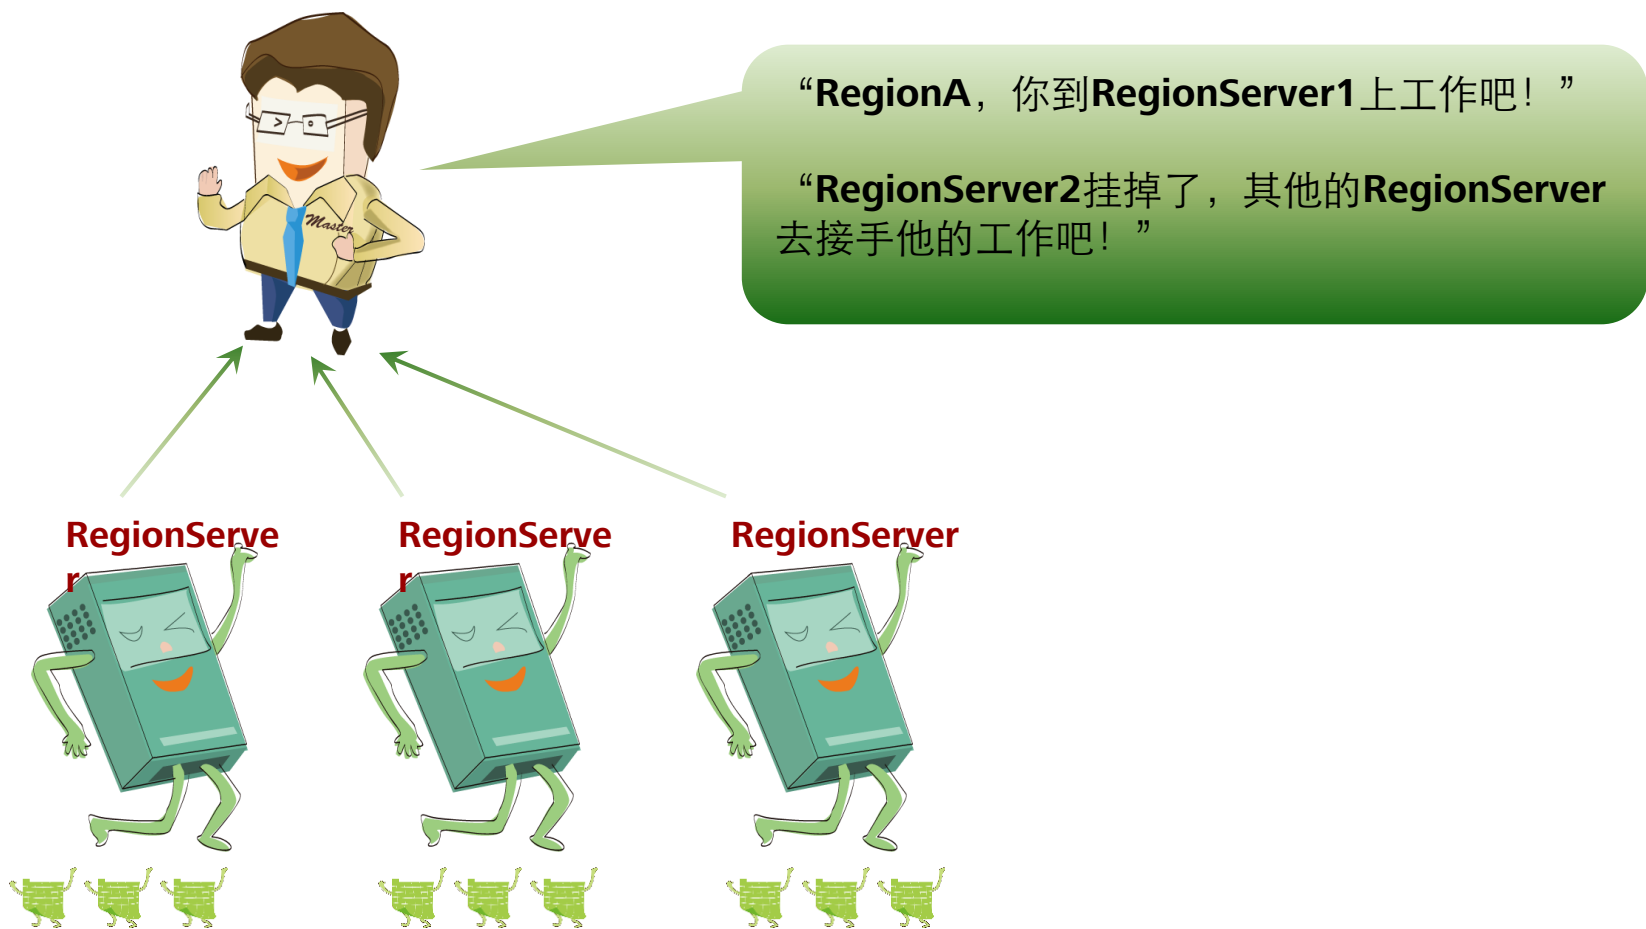 “RegionA，你到RegionServer1上工作吧！”
“RegionServer2挂掉了，其他的RegionServer
去接手他的工作吧！”
Master
RegionServe
r
RegionServe
r
RegionServer